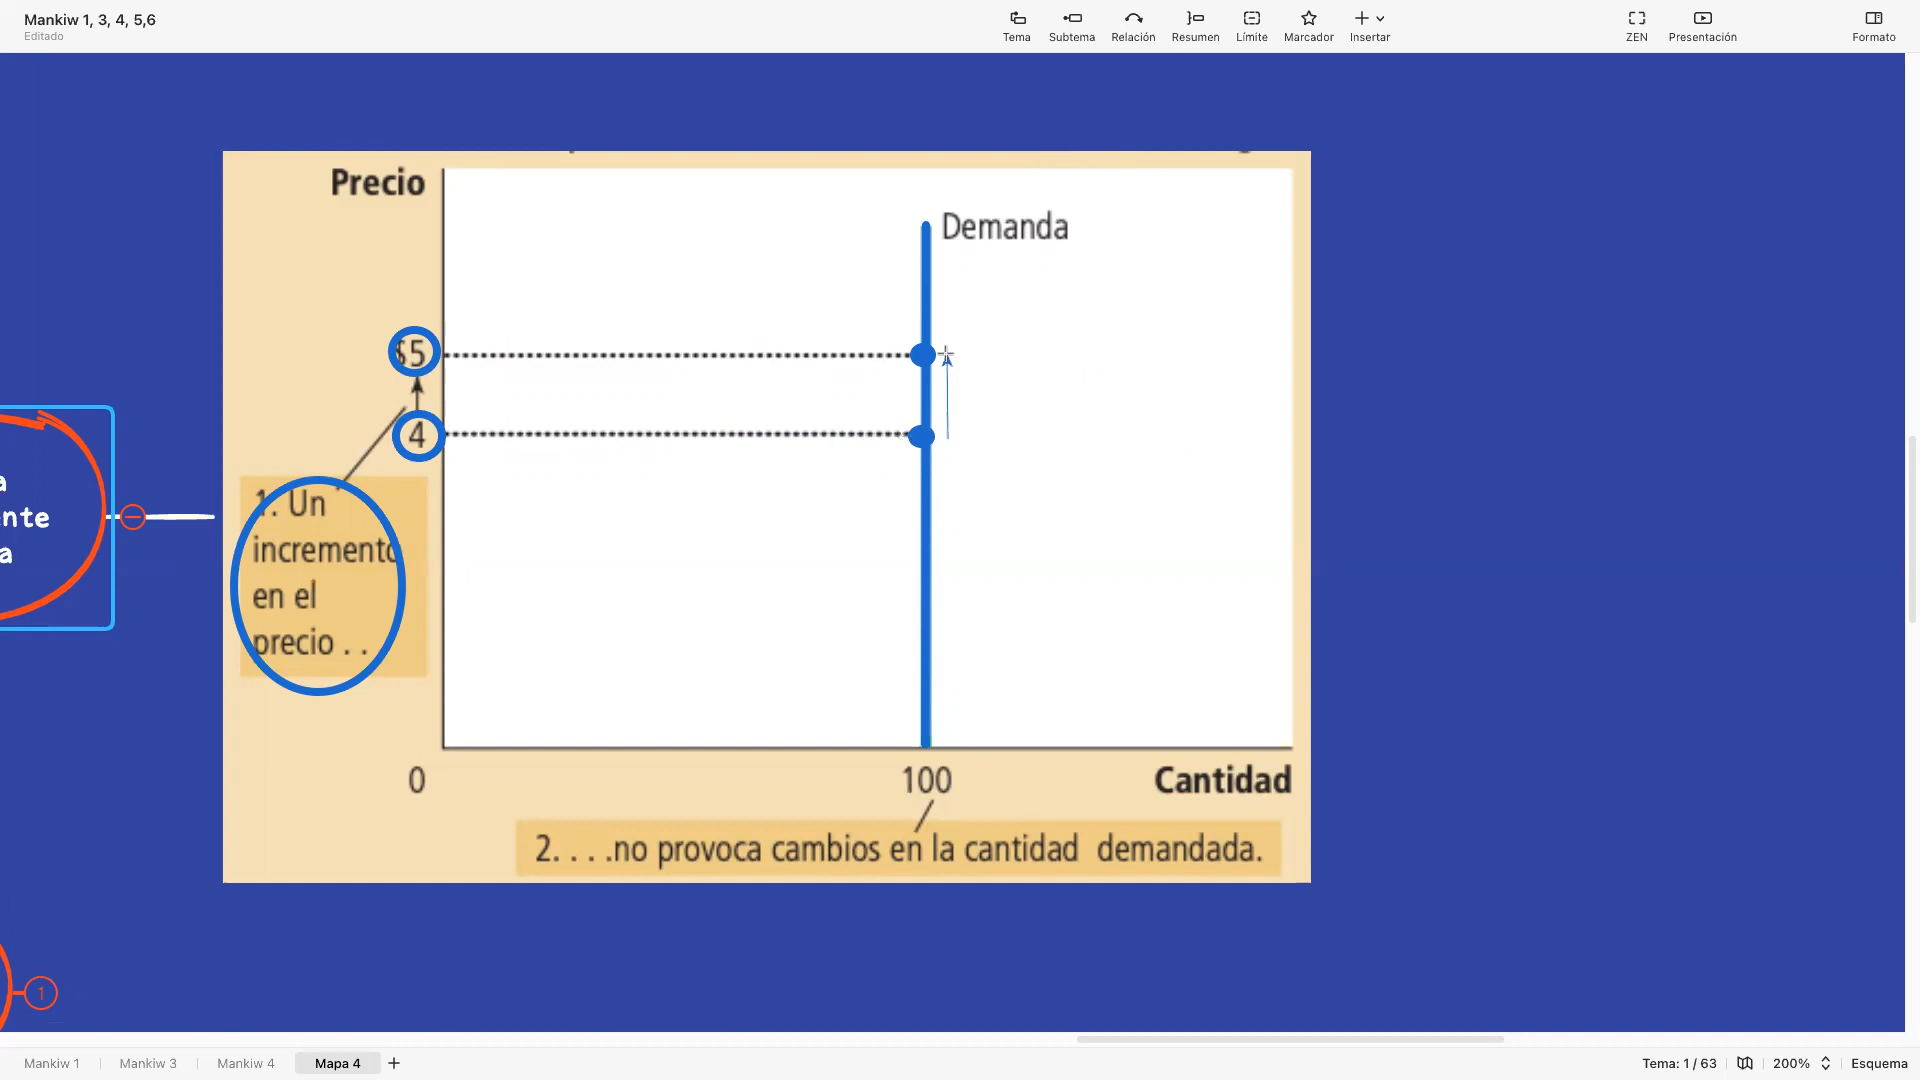 Mankiw 1, 3, 4, 5,6
Editado
Tema
Subtema
Relación
Resumen
Límite
Marcador
Insertar
ZEN
Presentación
Formato
Precio
Demanda
$5
4
1. Un
incremento
en el
precio . .
0
100
Cantidad
2. . . .no provoca cambios en la cantidad demandada.
a
nte
a
1
Mankiw 1
Mankiw 3
Mankiw 4
Mapa 4
Tema: 1 / 63
200%
Esquema